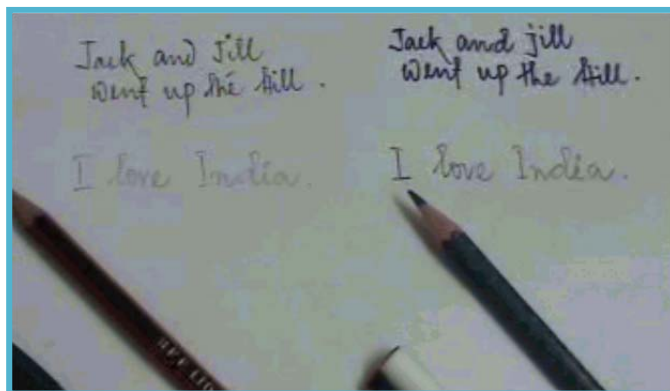 Jack and Jill
went up the Hill.
I love India.
Jack and Jill
went up the Hill.
I love India.